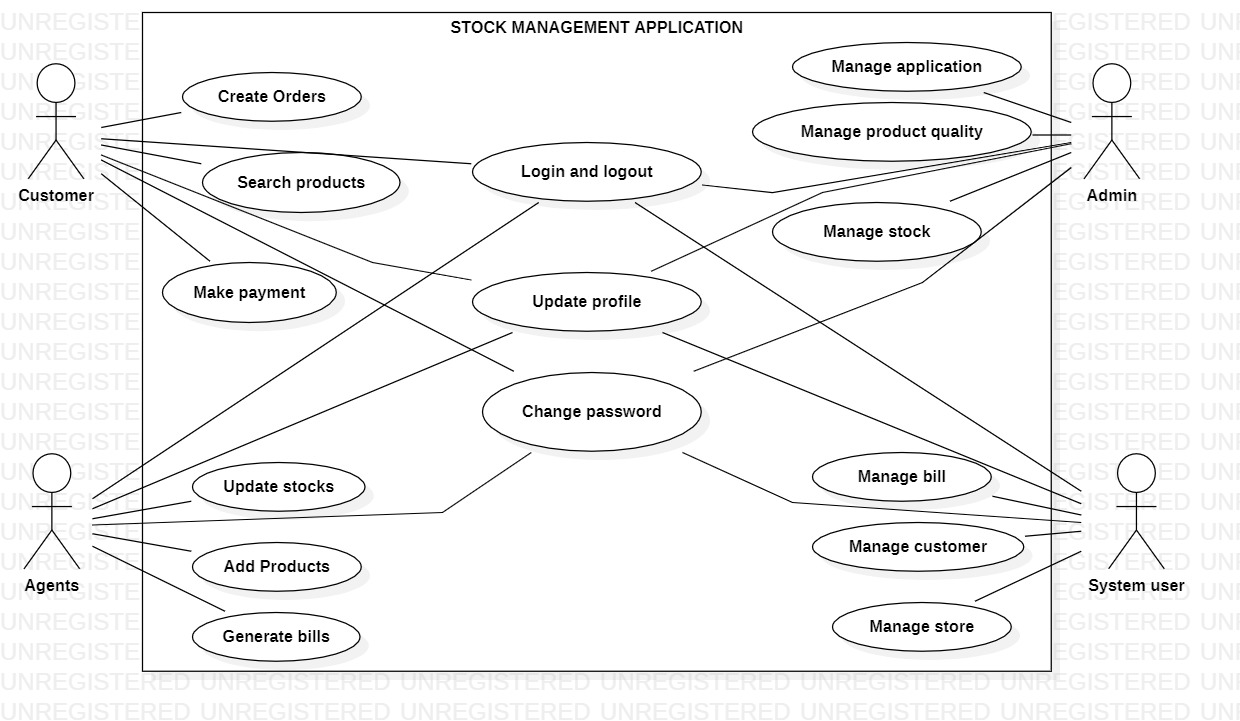 STOCK MANAGEMENT APPLICATION
Manage application
Create Orders
Manage product quality
Login and logout
Search products
Customer
Admin
Manage stock
Make payment
Update profile
Change password
Update stocks
Manage bill
Manage customer
Add Products
Agents
System user
Generate bills
Manage store
UNREGISTERED UNREGISTERED UNREGISTERED UNREGISTERED UNREGISTERED UNREGISTERED UNR